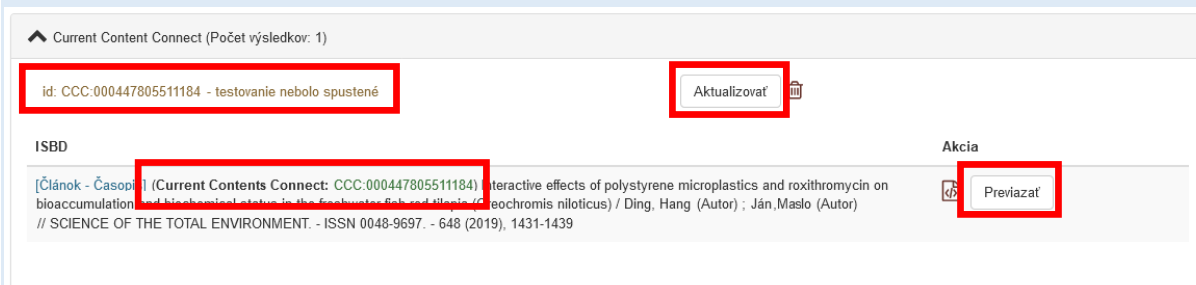 Current Content Connect (Počet výsledkov: 1)
id: CCC:000447805511184 - testovanie nebolo spustené Aktualizovať
ISBD Akcia
[Článok - Časopis] (Current Contents Connect: CCC:000447805511184) Interactive effects of polystyrene microplastics and roxithromycin on Previazať
bioaccumulation and biochemical status in the freshwater fish red tilapia (Oreochromis niloticus) / Ding, Hang (Autor) ; Ján,Maslo (Autor)
// SCIENCE OF THE TOTAL ENVIRONMENT. - ISSN 0048-9697. - 648 (2019), 1431-1439